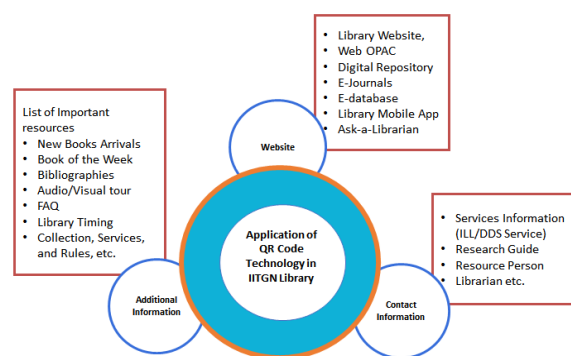 • Library Website,
• Web OPAC
• Digital Repository
• E-Journals
• E-database
• Library Mobile App
• Ask-a-Librarian
List of Important
resources
• New Books Arrivals
• Book of the Week
• Bibliographies
• Audio/Visual tour
• FAQ
• Library Timing
• Collection, Services,
and Rules, etc.
Website
• Services Information
(ILL/DDS Service)
• Research Guide
• Resource Person
• Librarian etc.
Application of
QR Code
Technology in
IITGN Library
Additional
Information
Contact
Information